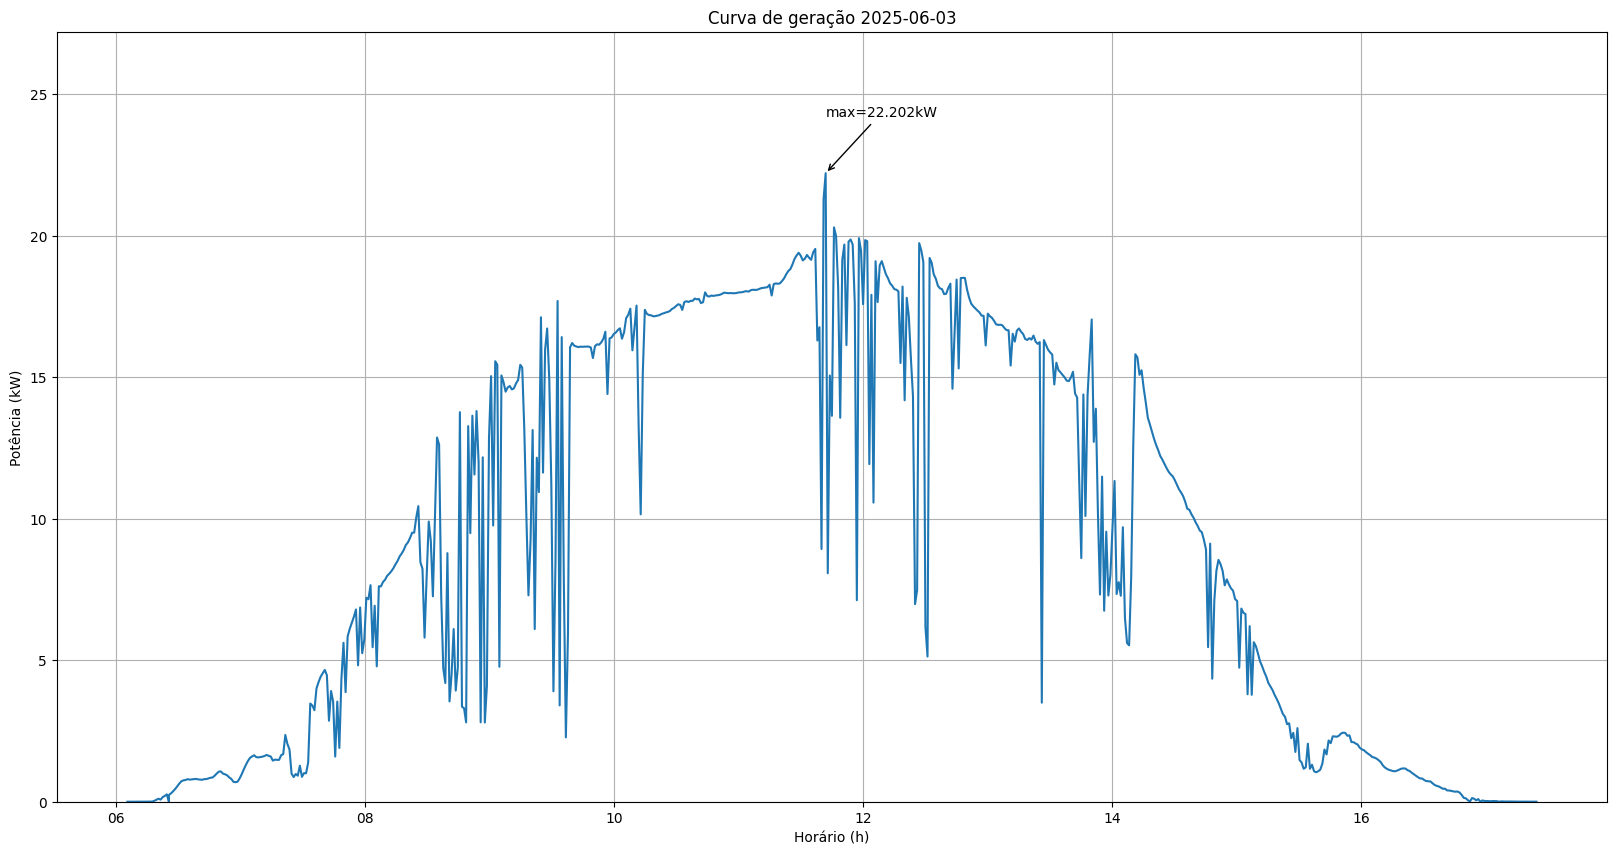 Curva de geração 2025-06-03
max=22.202kW
Potência (kW)
25
20
15
10
5
0
06 08 10 12 14 16
Horário (h)